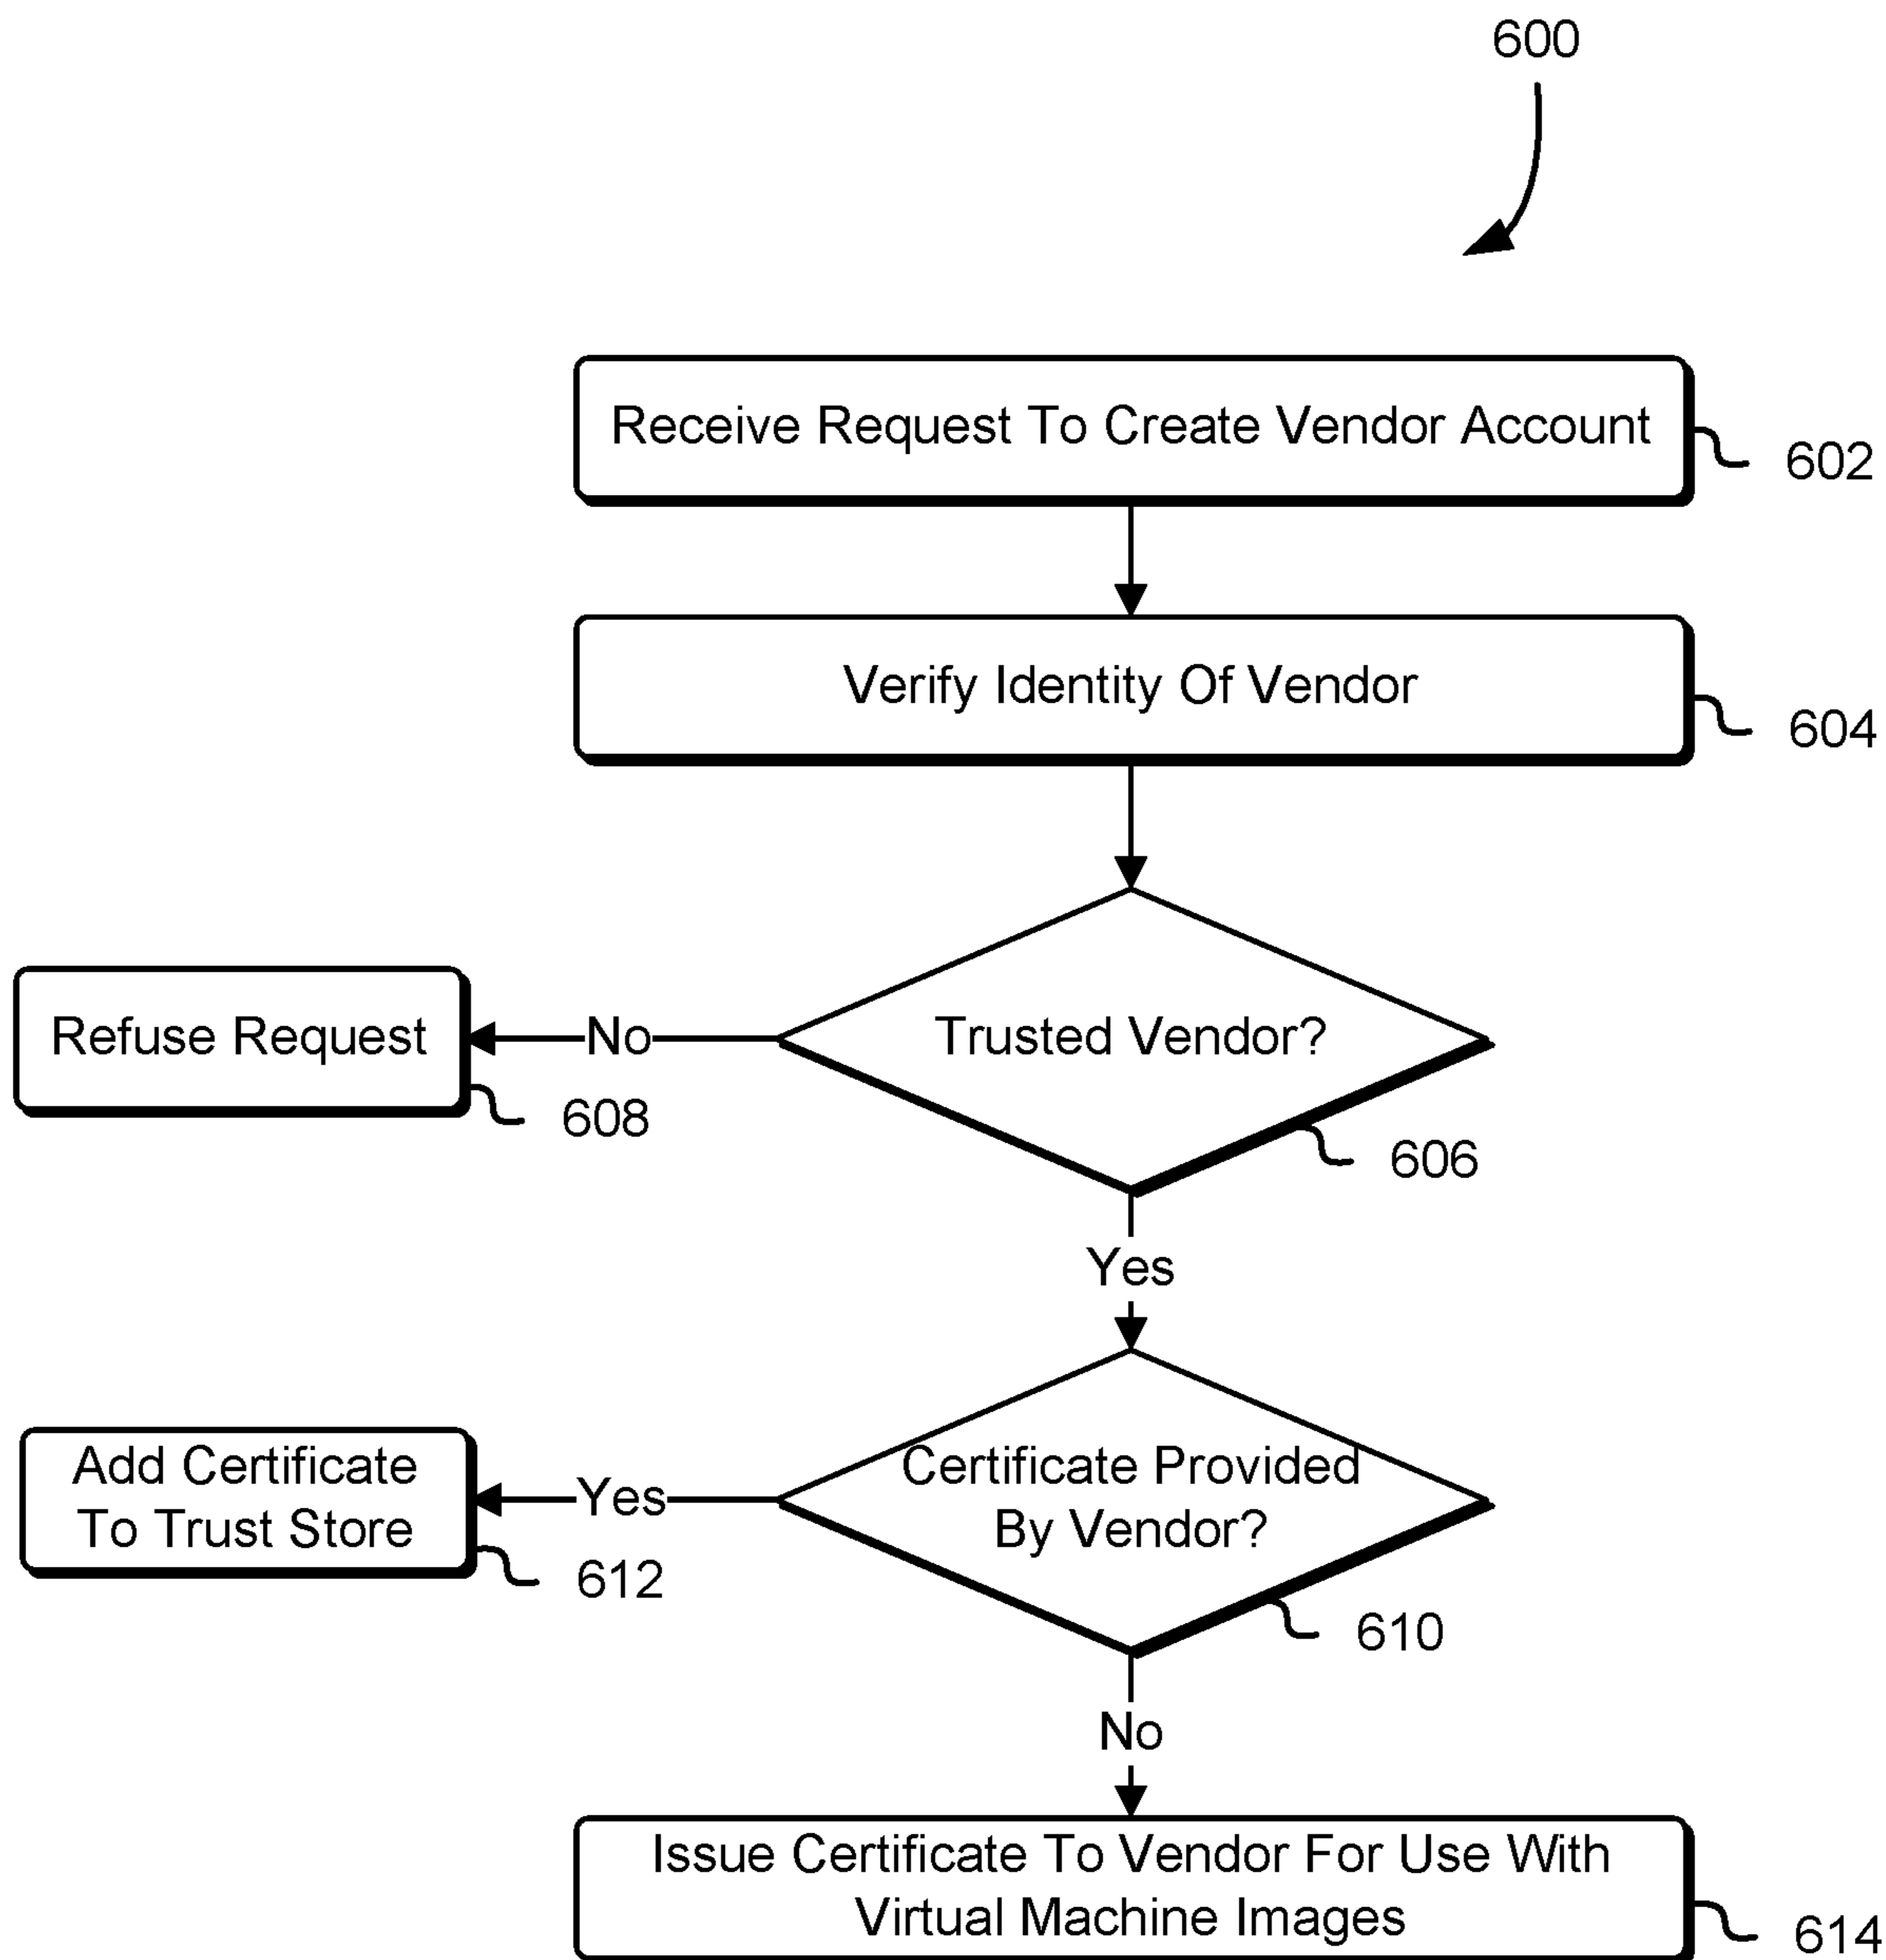 600
Receive Request To Create Vendor Account
602
Verify Identity Of Vendor
604
Trusted Vendor?
606
No
Refuse Request
608
Yes
Certificate Provided
By Vendor?
610
Yes
Add Certificate
To Trust Store
612
No
Issue Certificate To Vendor For Use With
Virtual Machine Images
614